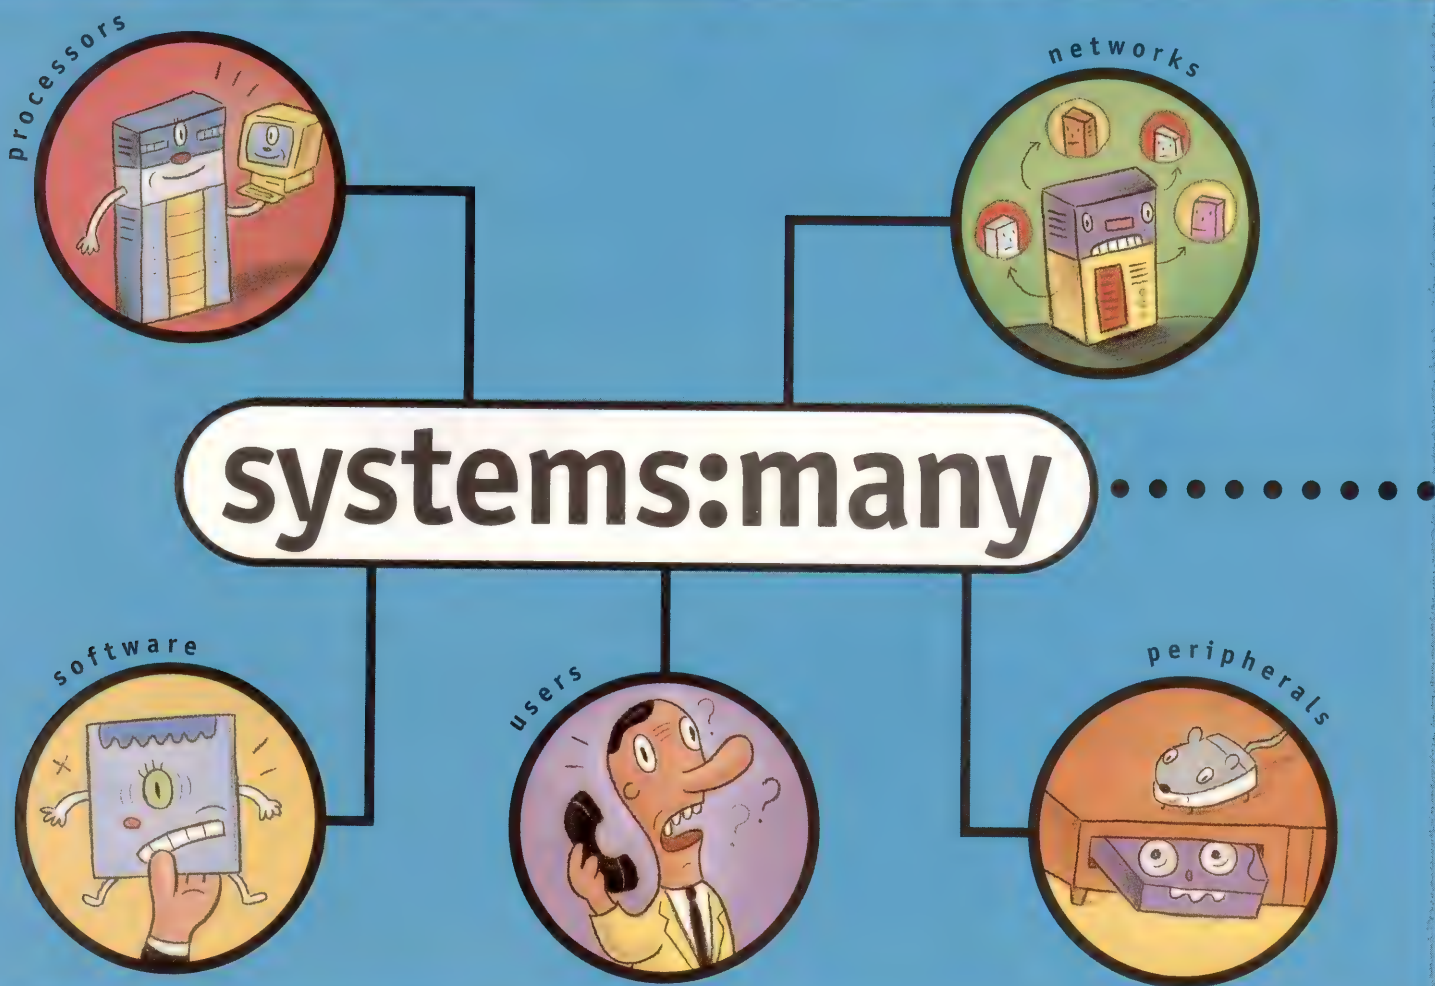 processors
networks
systems:many
software
users
peripherals